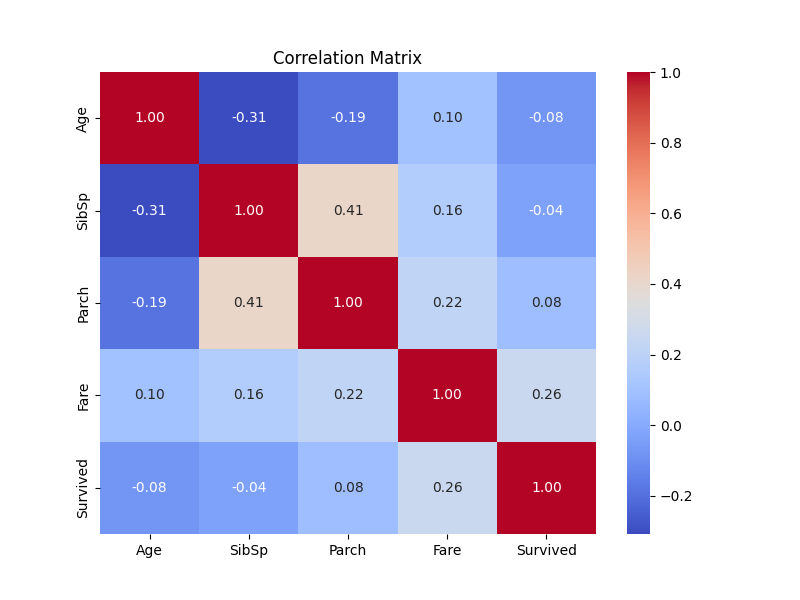 Correlation Matrix
Age 1.00 -0.31 -0.19 0.10 -0.08
SibSp -0.31 1.00 0.41 0.16 -0.04
Parch -0.19 0.41 1.00 0.22 0.08
Fare 0.10 0.16 0.22 1.00 0.26
Survived -0.08 -0.04 0.08 0.26 1.00
Age SibSp Parch Fare Survived
1.0
0.8
0.6
0.4
0.2
0.0
−0.2